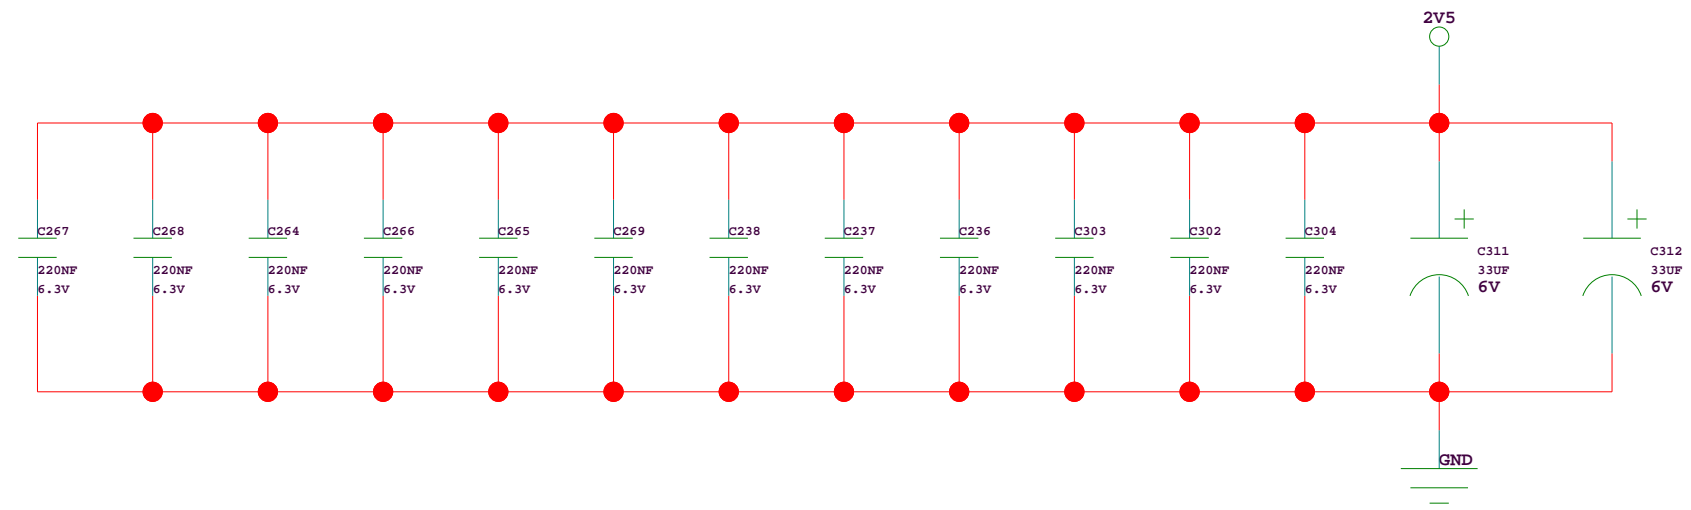 2V5
C267
220NF
6.3V
C268
220NF
6.3V
C264
220NF
6.3V
C266
220NF
6.3V
C265
220NF
6.3V
C269
220NF
6.3V
C238
220NF
6.3V
C237
220NF
6.3V
C236
220NF
6.3V
C303
220NF
6.3V
C302
220NF
6.3V
C304
220NF
6.3V
C311
33UF
6V
C312
33UF
6V
GND